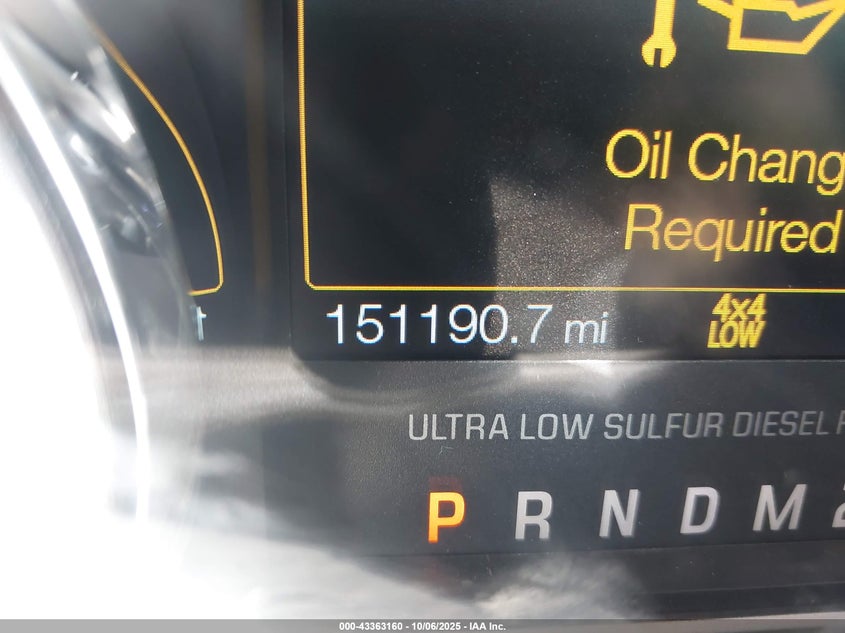 Oil Chang
Required
151190.7 mi
4x4
LOW
ULTRA LOW SULFUR DIESEL
P R N D M
000-43363160 - 10/06/2025 - IAA Inc.